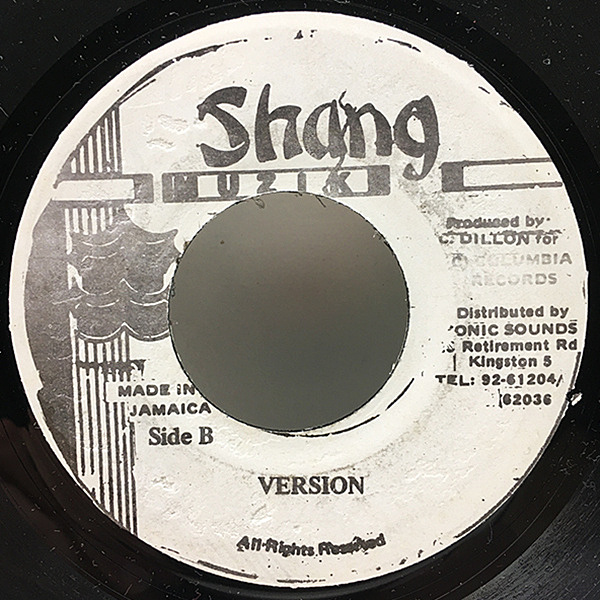 Shang
MUZIK
Produced by
C. DILLON for
COLUMBIA
RECORDS
Distributed by
ONIC SOUNDS
Retirement Rd
Kingston 5
TEL: 92-61204/
62036
MADE IN
JAMAICA
Side B
VERSION
All Rights Reserved